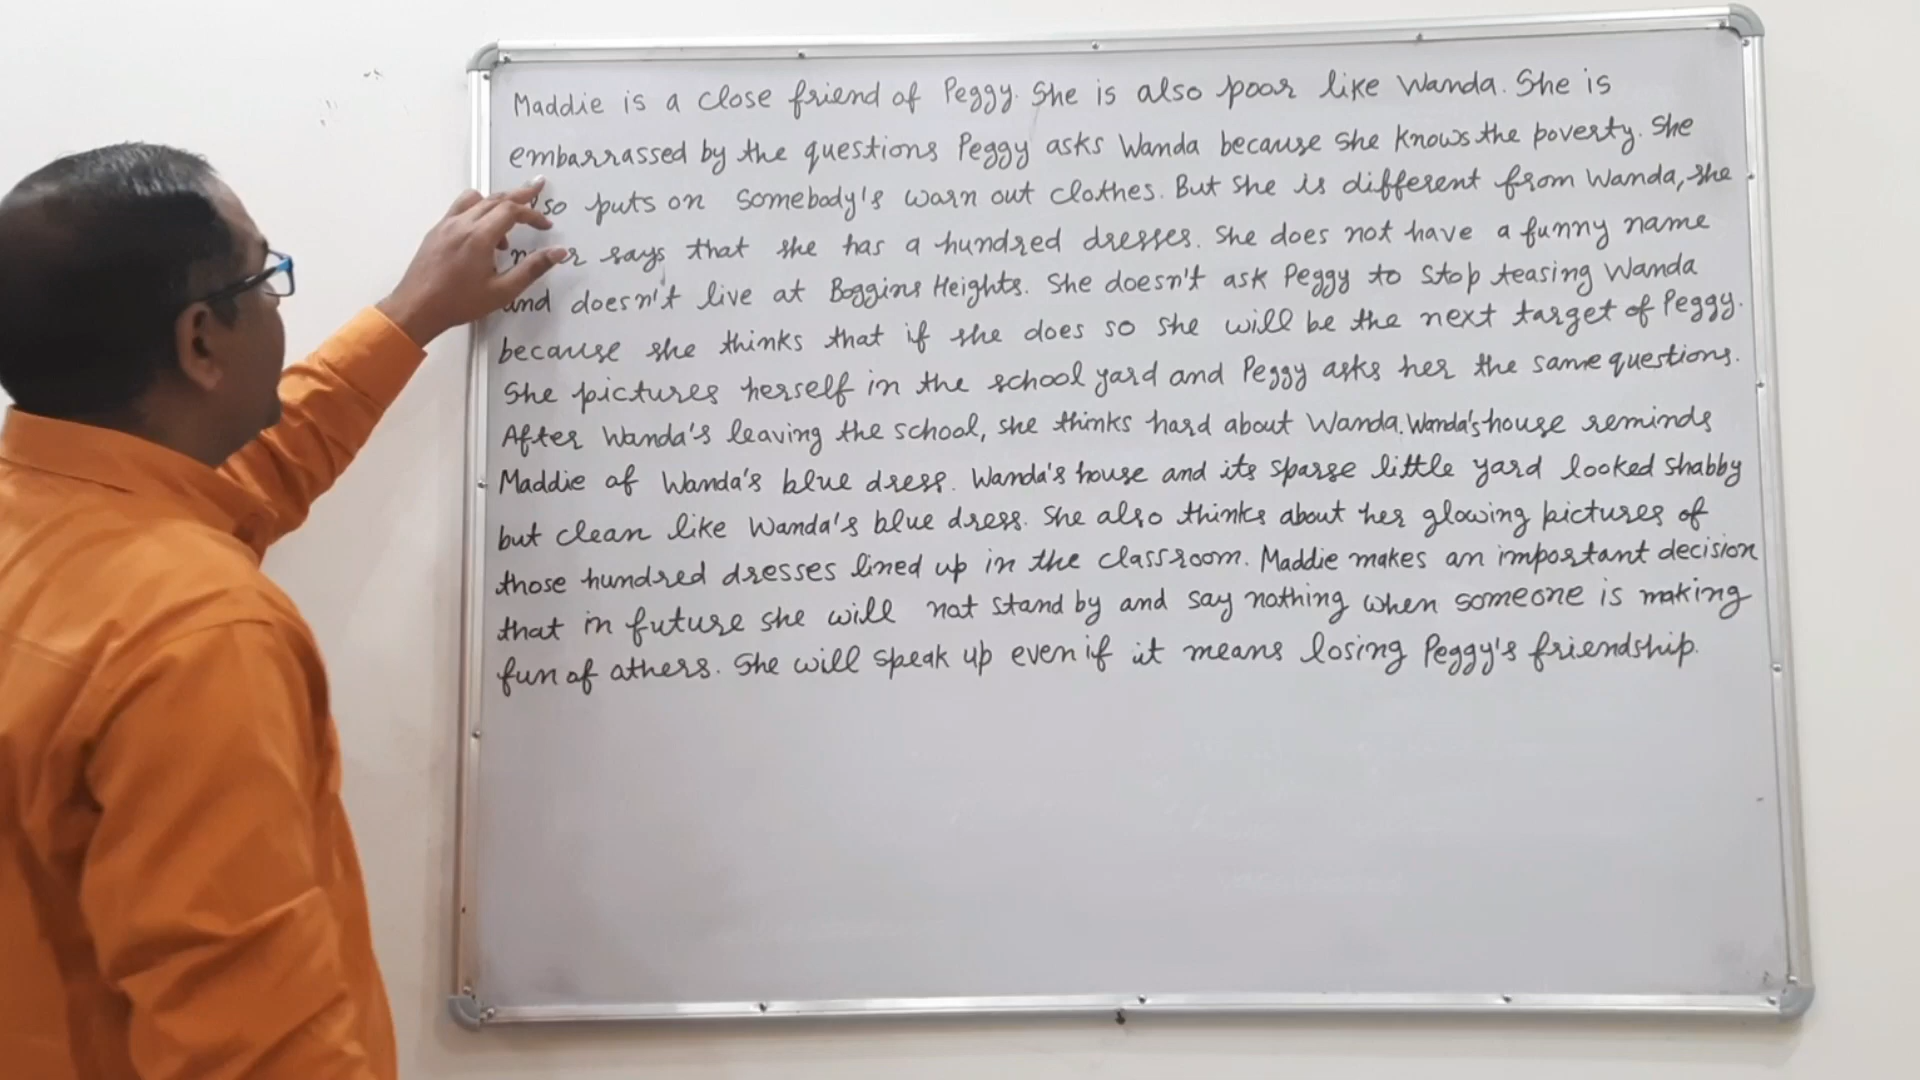 Maddie is a close friend of Peggy. She is also poor like Wanda. She is
embarrassed by the questions Peggy asks Wanda because she knows the poverty. She
puts on somebody's warn out clothes. But she is different from Wanda, she
says that she has a hundred dresses. She does not have a funny name
and doesn't live at Boggins Heights. She doesn't ask Peggy to stop teasing Wanda
because she thinks that if she does so she will be the next target of Peggy.
She pictures herself in the school yard and Peggy asks her the same questions.
After Wanda's leaving the school, she thinks hard about Wanda. Wanda's house reminds
Maddie of Wanda's blue dress. Wanda's house and its sparse little yard looked shabby
but clean like Wanda's blue dress. She also thinks about her glowing pictures of
those hundred dresses lined up in the classroom. Maddie makes an important decision
that in future she will not stand by and say nothing when someone is making
fun of others. She will speak up even if it means losing Peggy's friendship.